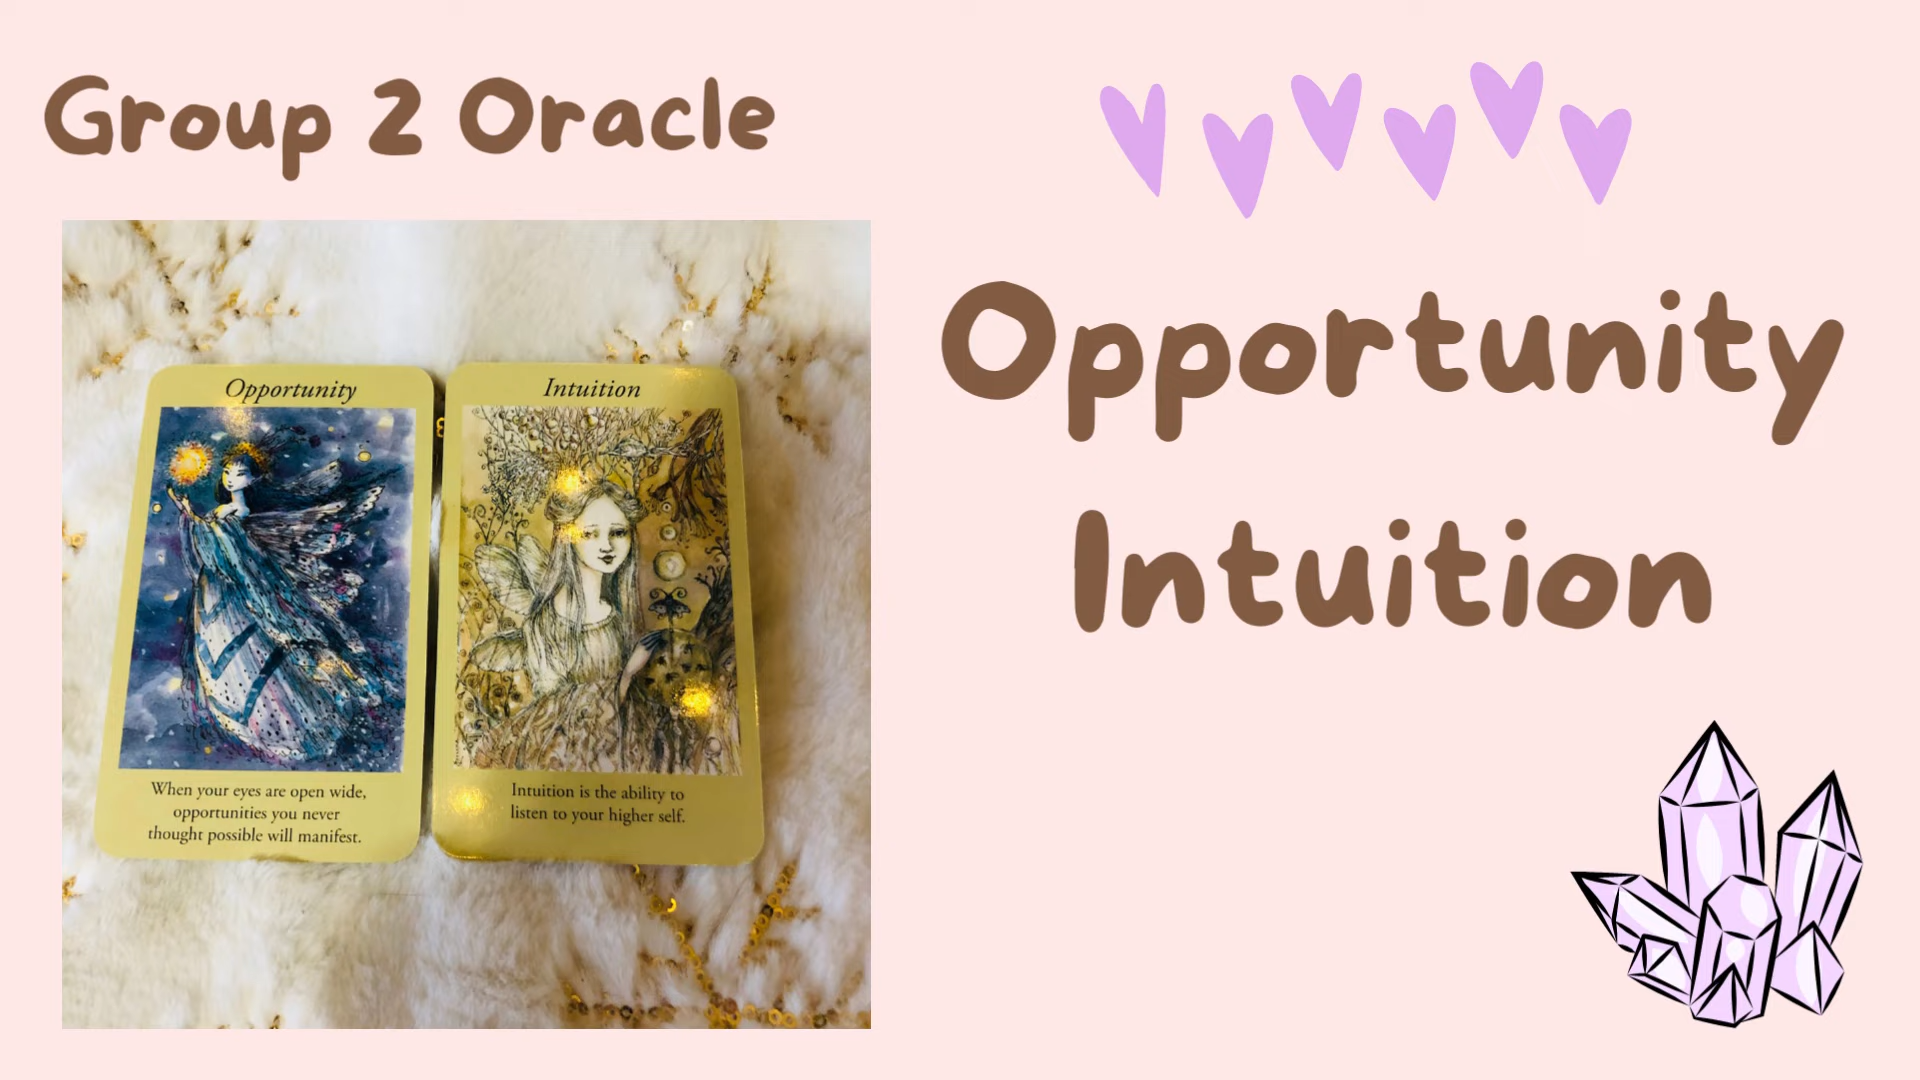 Group 2 Oracle
Opportunity
When your eyes are open wide,
opportunities you never
thought possible will manifest.
Intuition
Intuition is the ability to
listen to your higher self.
Opportunity
Intuition